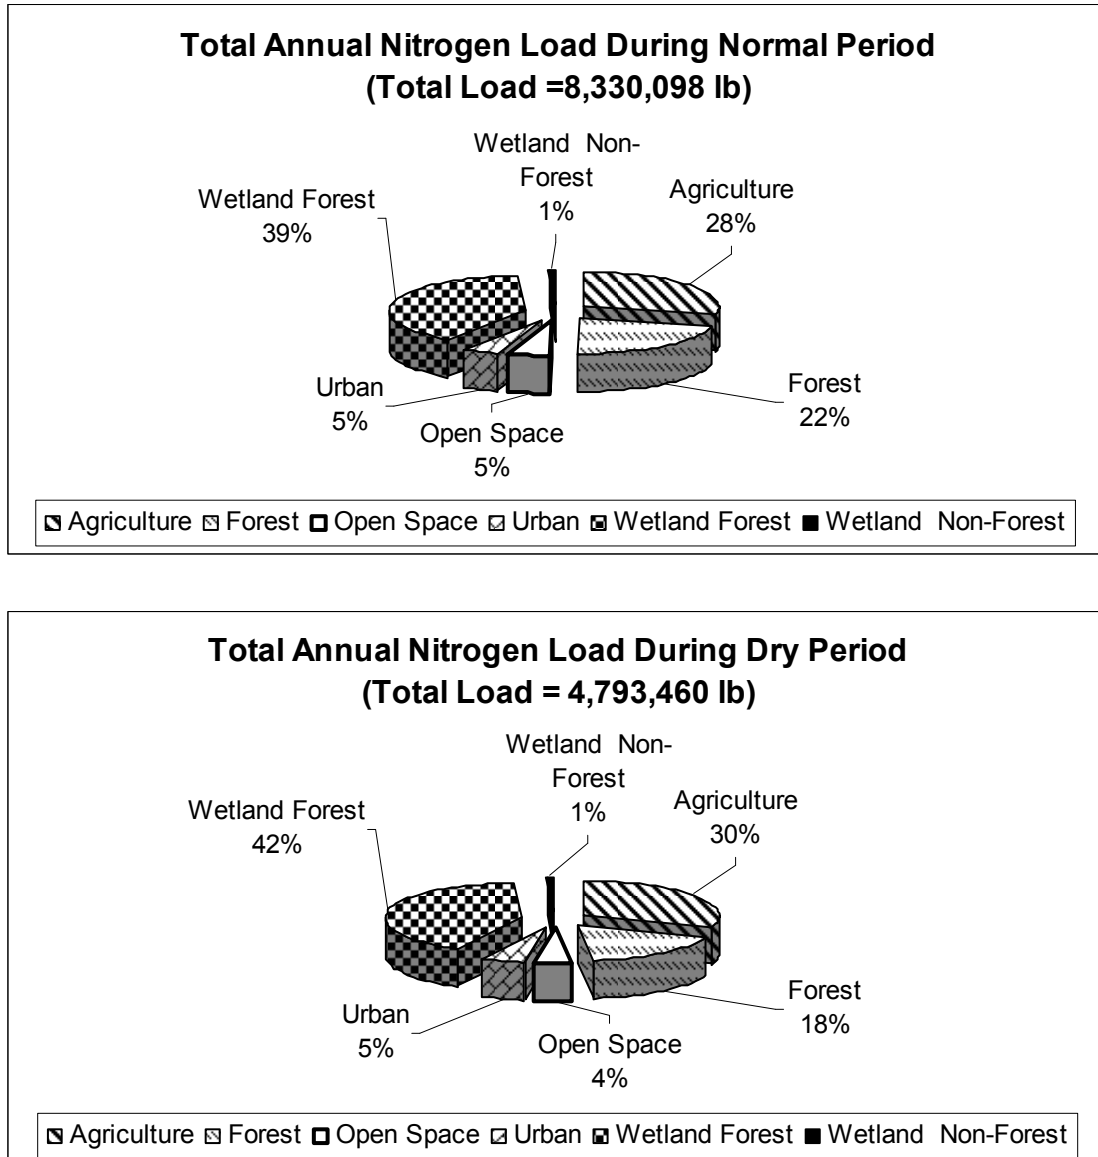 Total Annual Nitrogen Load During Normal Period
(Total Load =8,330,098 lb)
Wetland  Non-
Forest
1%
Agriculture
28%
Wetland Forest
39%
Forest
22%
Urban
5%
Open Space
5%
Agriculture Forest Open Space Urban Wetland Forest Wetland  Non-Forest
Total Annual Nitrogen Load During Dry Period
(Total Load = 4,793,460 lb)
Wetland  Non-
Forest
1%
Agriculture
30%
Wetland Forest
42%
Forest
18%
Urban
5%
Open Space
4%
Agriculture Forest Open Space Urban Wetland Forest Wetland  Non-Forest